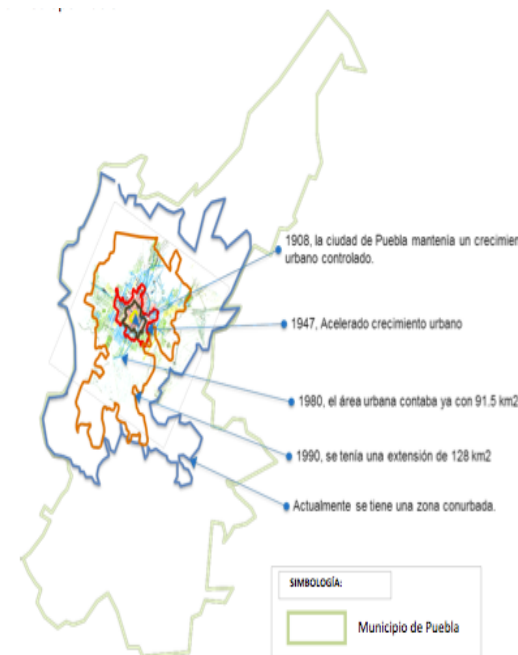 1908, la ciudad de Puebla mantenía un crecimien
urbano controlado.
1947, Acelerado crecimiento urbano
1980, el área urbana contaba ya con 91.5 km2
1990, se tenía una extensión de 128 km2
Actualmente se tiene una zona conurbada.
SIMBOLOGÍA:
Municipio de Puebla